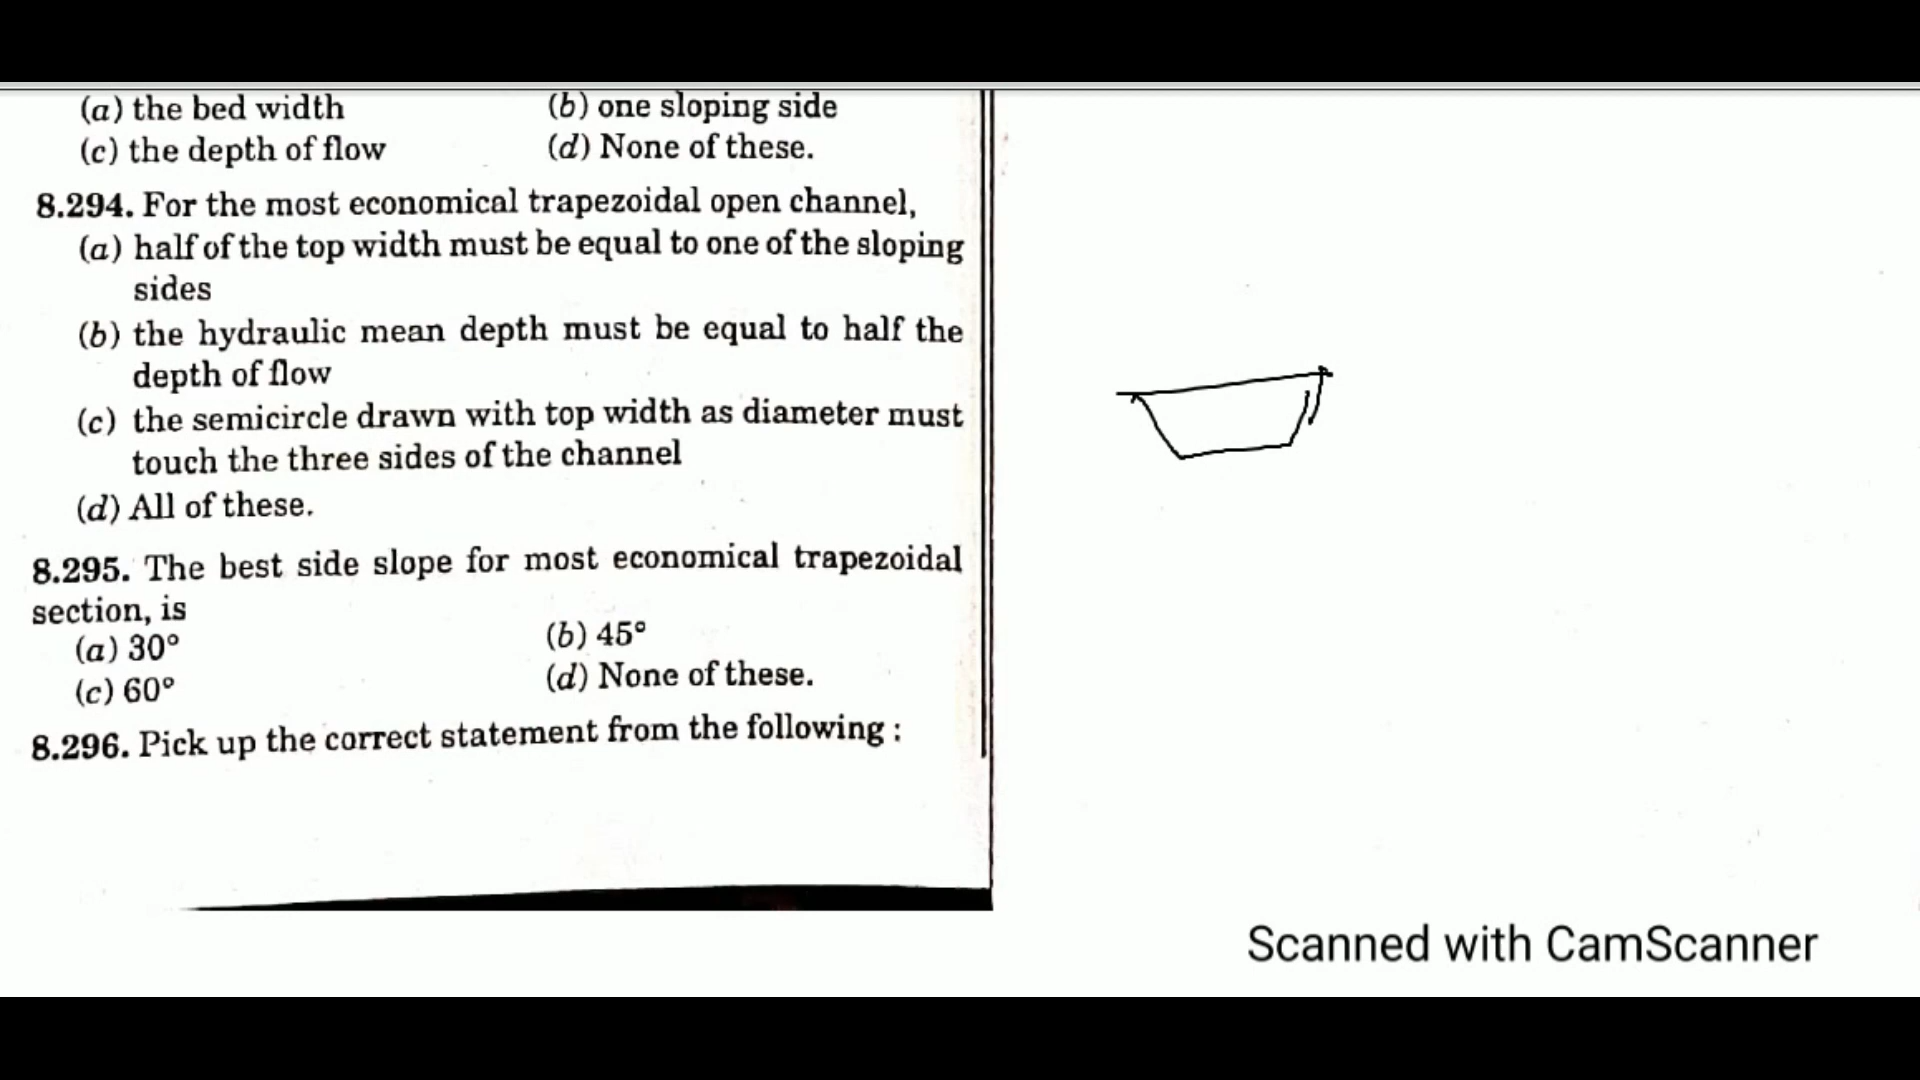 (a) the bed width (b) one sloping side
(c) the depth of flow (d) None of these.
8.294. For the most economical trapezoidal open channel,
(a) half of the top width must be equal to one of the sloping
sides
(b) the hydraulic mean depth must be equal to half the
depth of flow
(c) the semicircle drawn with top width as diameter must
touch the three sides of the channel
(d) All of these.
8.295. The best side slope for most economical trapezoidal
section, is
(a) 30° (b) 45°
(c) 60° (d) None of these.
8.296. Pick up the correct statement from the following :
Scanned with CamScanner